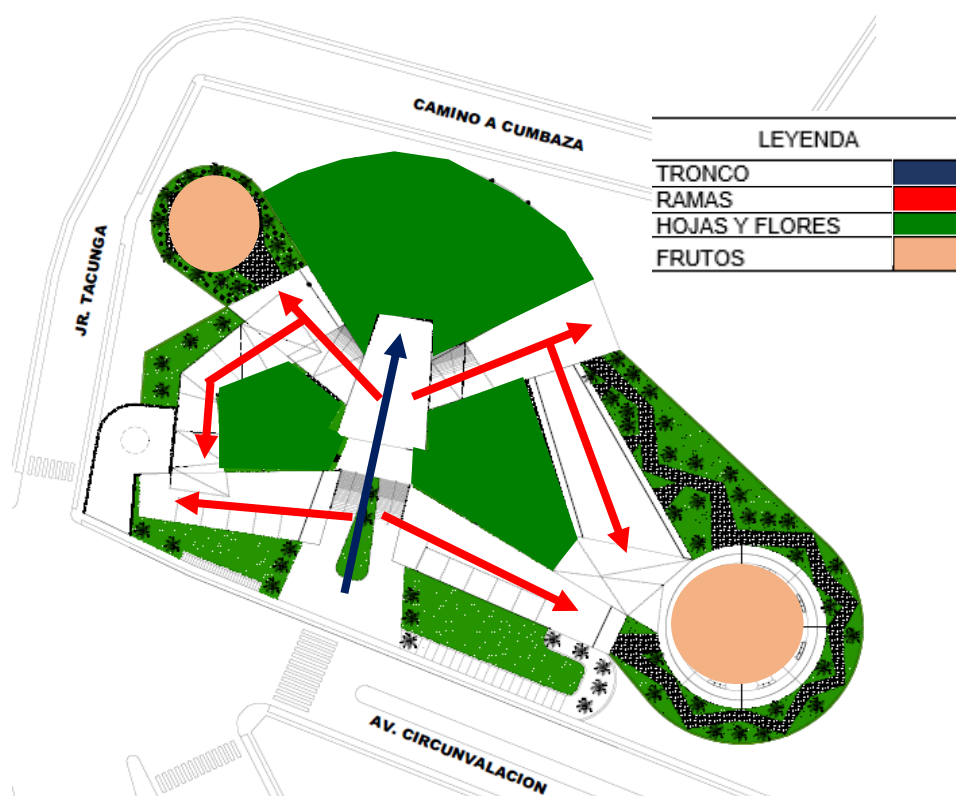 CAMINO A CUMBAZA
LEYENDA
TRONCO
RAMAS
HOJAS Y FLORES
FRUTOS
JR. TACUNGA
AV. CIRCUNVALACION